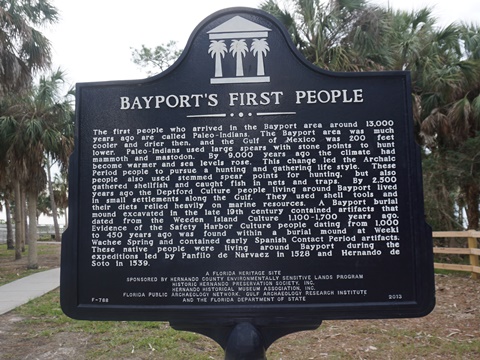 BAYPORT'S FIRST PEOPLE
The first people who arrived in the Bayport area around 13,000
years ago are called Paleo-Indians. The Bayport area was much
cooler and drier then, and the Gulf of Mexico was 200 feet
lower. Paleo-Indians used large spears with stone points to hunt
mammoth and mastodon. By 9,000 years ago the climate had
become warmer and sea levels rose. This change led the Archaic
Period people to pursue a hunting and gathering life style. These
people also used stemmed spear points for hunting, but also
gathered shellfish and caught fish in nets and traps. By 2,500
years ago Deptford Culture people living around Bayport lived
in small settlements along the Gulf. They used shell tools and
their diets relied heavily on marine resources. A Bayport burial
mound excavated in the late 19th century contained artifacts that
dated from the Weeden Island Culture 1,100-1,700 years ago.
Evidence of the Safety Harbor Culture people dating from 1,000
to 450 years ago was found within a burial mound at Weeki
Wachee Spring and contained early Spanish Contact Period artifacts.
These native people were living around Bayport during the
expeditions led by Panfilo de Narvaez in 1528 and Hernando de
Soto in 1539.
A FLORIDA HERITAGE SITE
SPONSORED BY HERNANDO COUNTY ENVIRONMENTALLY SENSITIVE LANDS PROGRAM
HISTORIC HERNANDO PRESERVATION SOCIETY, INC.
HERNANDO HISTORICAL MUSEUM ASSOCIATION, INC.
FLORIDA PUBLIC ARCHAEOLOGY NETWORK, GULF ARCHAEOLOGY RESEARCH INSTITUTE
F-788 AND THE FLORIDA DEPARTMENT OF STATE 2013